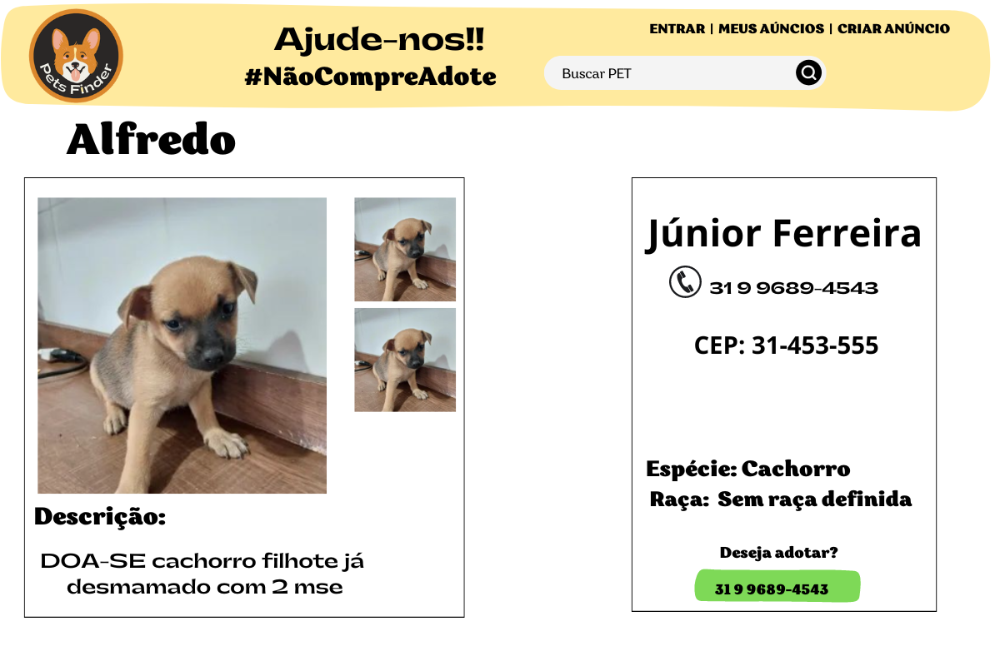 Pets Finder
Ajude-nos!!
#NãoCompreAdote
ENTRAR | MEUS AÚNCIOS | CRIAR ANÚNCIO
Buscar PET
Alfredo
Descrição:
DOA-SE cachorro filhote já
desmamado com 2 mse
Júnior Ferreira
31 9 9689-4543
CEP: 31-453-555
Espécie: Cachorro
Raça: Sem raça definida
Deseja adotar?
31 9 9689-4543